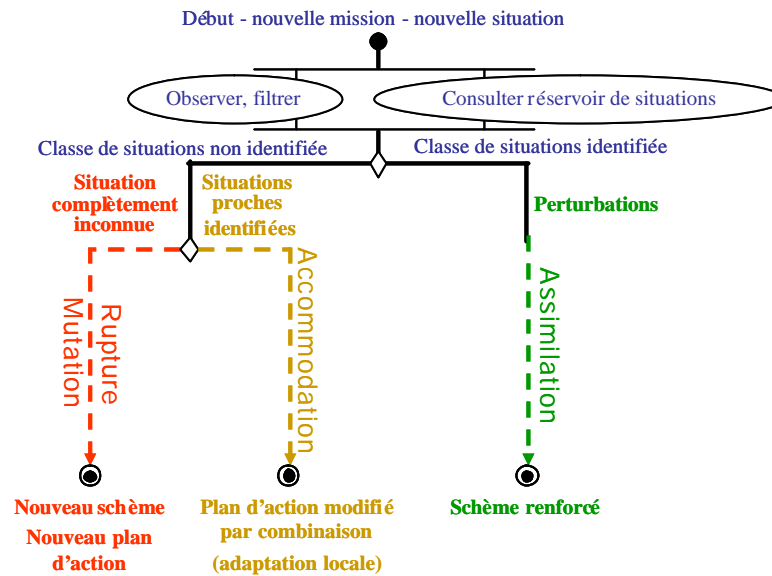 Début - nouvelle mission - nouvelle situation
Observer, filtrer
Consulter réservoir de situations
Classe de situations non identifiée
Classe de situations identifiée
Situation
complètement
inconnue
Situations
proches
identifiées
Perturbations
Rupture
Mutation
Accommodation
Assimilation
Nouveau schème
Nouveau plan
d'action
Plan d'action modifié
par combinaison
(adaptation locale)
Schème renforcé